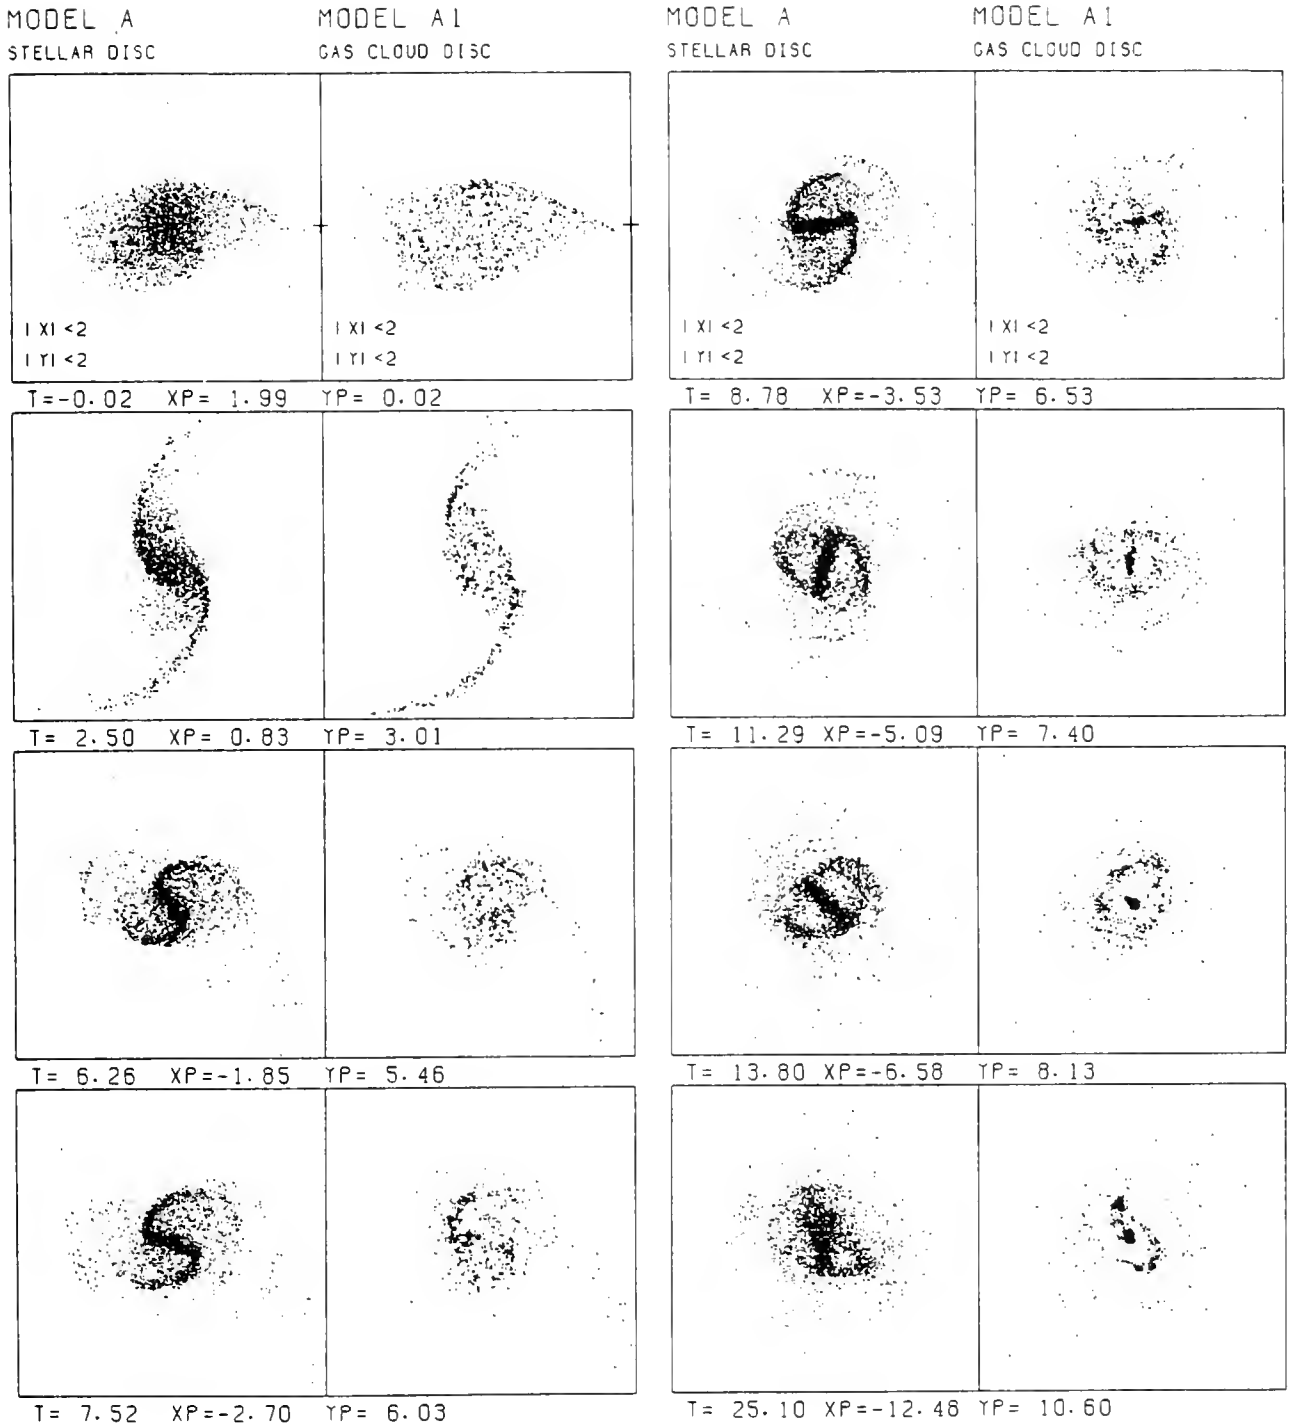 MODEL A MODEL A1
STELLAR DISC GAS CLOUD DISC
| X| <2 | X| <2
| Y| <2 | Y| <2
T=-0.02 XP= 1.99 YP= 0.02
T= 2.50 XP= 0.83 YP= 3.01
T= 6.26 XP=-1.85 YP= 5.46
T= 7.52 XP=-2.70 YP= 6.03
MODEL A MODEL A1
STELLAR DISC GAS CLOUD DISC
| X| <2 | X| <2
| Y| <2 | Y| <2
T= 8.78 XP=-3.53 YP= 6.53
T= 11.29 XP=-5.09 YP= 7.40
T= 13.80 XP=-6.58 YP= 8.13
T= 25.10 XP=-12.48 YP= 10.60